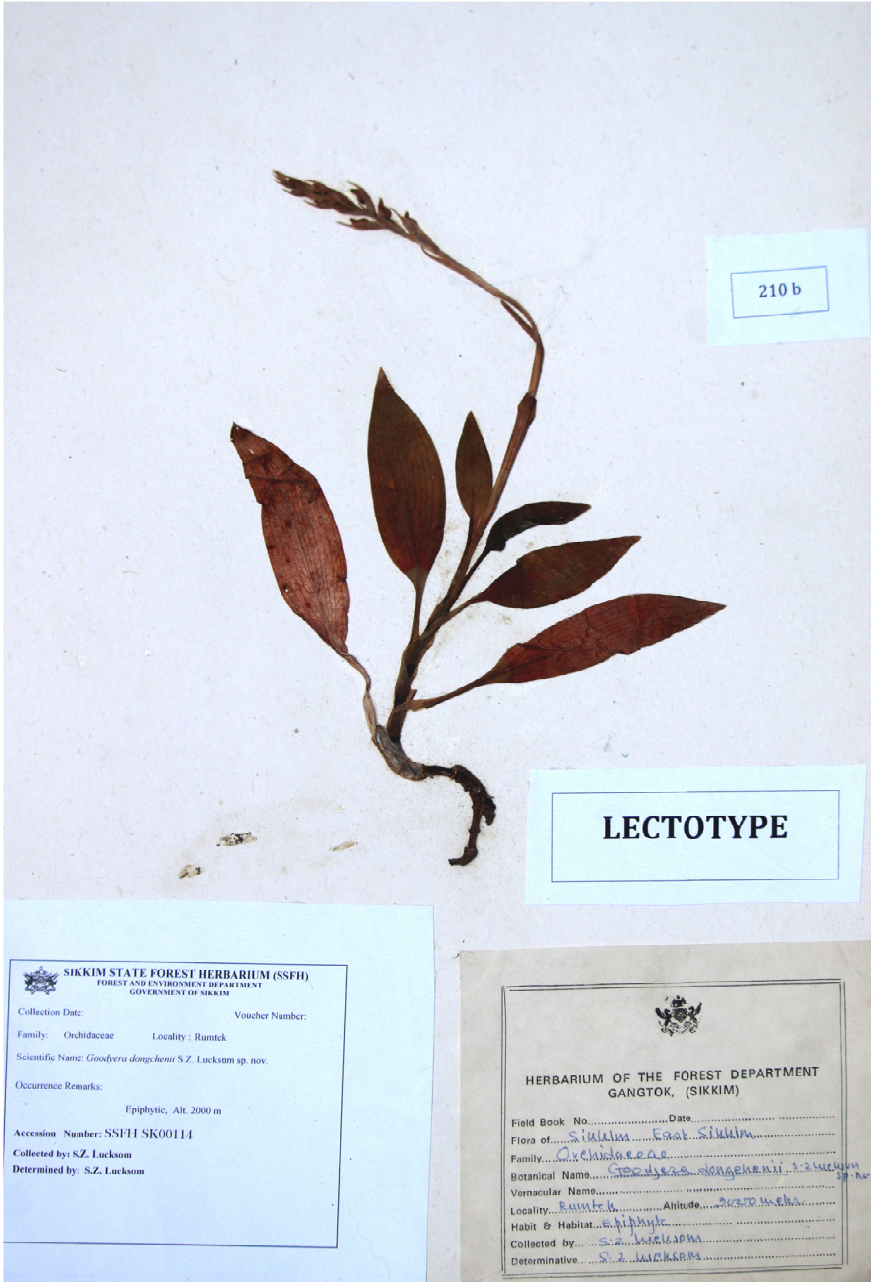 210 b
LECTOTYPE
SIKKIM STATE FOREST HERBARIUM (SSFH)
FOREST AND ENVIRONMENT DEPARTMENT
GOVERNMENT OF SIKKIM
Collection Date:
Voucher Number:
Family: Orchidaceae Locality : Rumtek
Scientific Name: Goodyera dongchenii S.Z. Lucksom sp. nov.
Occurrence Remarks:
Epiphytic, Alt. 2000 m
Accession Number: SSFH SK00114
Collected by: S.Z. Lucksom
Determined by: S.Z. Lucksom
HERBARIUM OF THE FOREST DEPARTMENT
GANGTOK, (SIKKIM)
Field Book No. Date
Flora of Sikkim East Sikkim
Family Orchidaceae
Botanical Name Goodyera dongchenii S.Z Lucksom
sp. nov
Vernacular Name
Locality Rumtek Altitude
Habit & Habitat Epiphyte
Collected by S.Z Lucksom
Determinative S.Z Lucksom